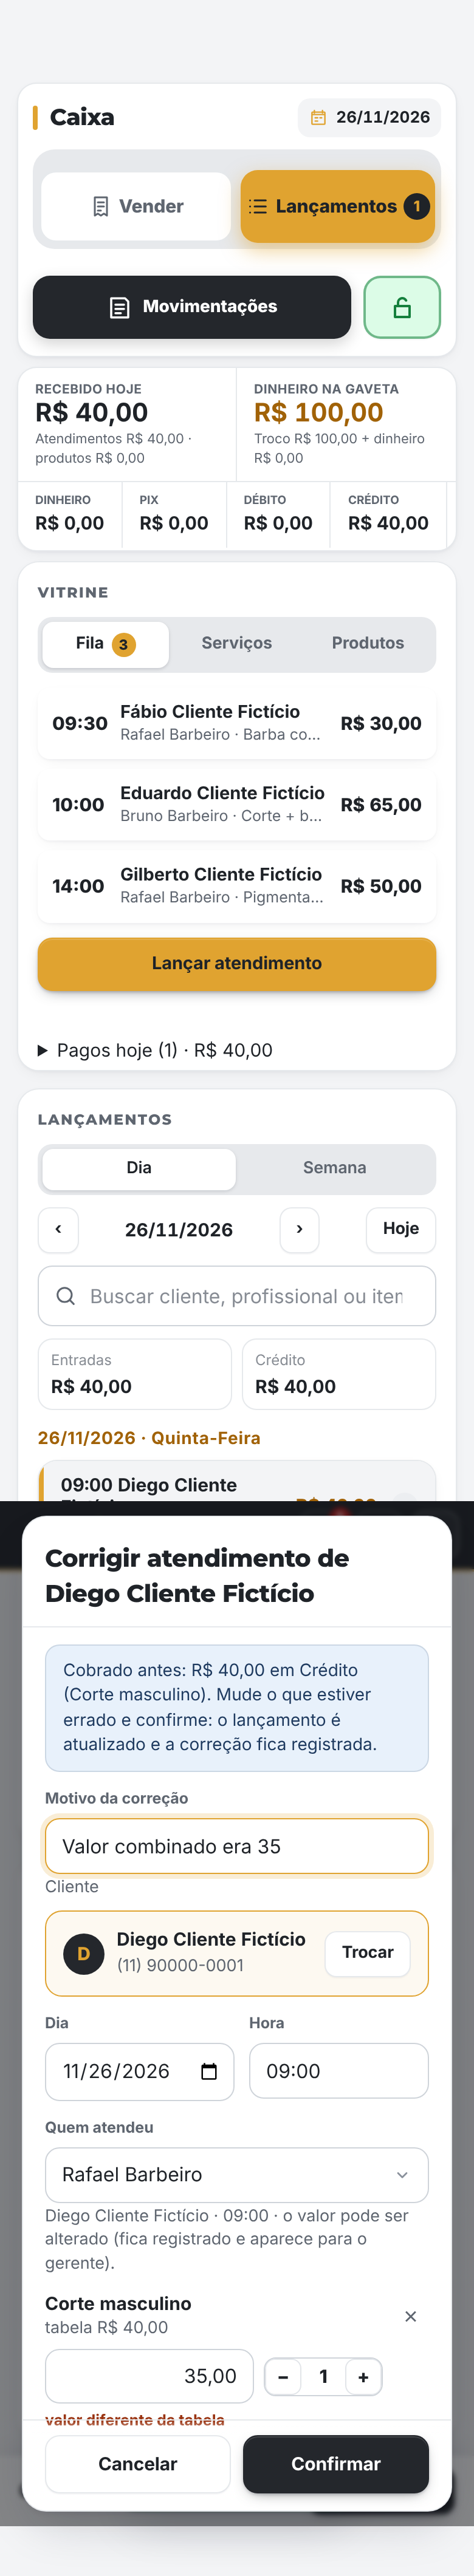 Caixa
26/11/2026
Vender
Lançamentos 1
Movimentações
RECEBIDO HOJE
R$ 40,00
Atendimentos R$ 40,00 ·
produtos R$ 0,00
DINHEIRO NA GAVETA
R$ 100,00
Troco R$ 100,00 + dinheiro
R$ 0,00
DINHEIRO
R$ 0,00
PIX
R$ 0,00
DÉBITO
R$ 0,00
CRÉDITO
R$ 40,00
VITRINE
Fila 3
Serviços
Produtos
09:30
Fábio Cliente Fictício
Rafael Barbeiro · Barba co...
R$ 30,00
10:00
Eduardo Cliente Fictício
Bruno Barbeiro · Corte + b...
R$ 65,00
14:00
Gilberto Cliente Fictício
Rafael Barbeiro · Pigmenta...
R$ 50,00
Lançar atendimento
▶ Pagos hoje (1) · R$ 40,00
LANÇAMENTOS
Dia
Semana
‹
26/11/2026
›
Hoje
Buscar cliente, profissional ou iter
Entradas
R$ 40,00
Crédito
R$ 40,00
26/11/2026 · Quinta-Feira
09:00 Diego Cliente
Corrigir atendimento de
Diego Cliente Fictício
Cobrado antes: R$ 40,00 em Crédito
(Corte masculino). Mude o que estiver
errado e confirme: o lançamento é
atualizado e a correção fica registrada.
Motivo da correção
Valor combinado era 35
Cliente
D
Diego Cliente Fictício
(11) 90000-0001
Trocar
Dia
11/26/2026
Hora
09:00
Quem atendeu
Rafael Barbeiro
Diego Cliente Fictício · 09:00 · o valor pode ser
alterado (fica registrado e aparece para o
gerente).
Corte masculino
tabela R$ 40,00
×
35,00
− 1 +
valor diferente da tabela
Cancelar
Confirmar